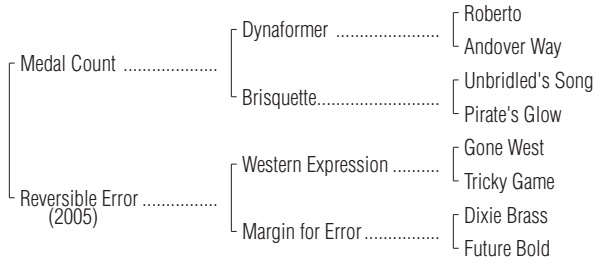 Roberto
Dynaformer ......................
Andover Way
Medal Count ....................
Unbridled's Song
Brisquette..........................
Pirate's Glow
Gone West
Western Expression ..........
Tricky Game
Reversible Error ................
(2005)
Dixie Brass
Margin for Error................
Future Bold